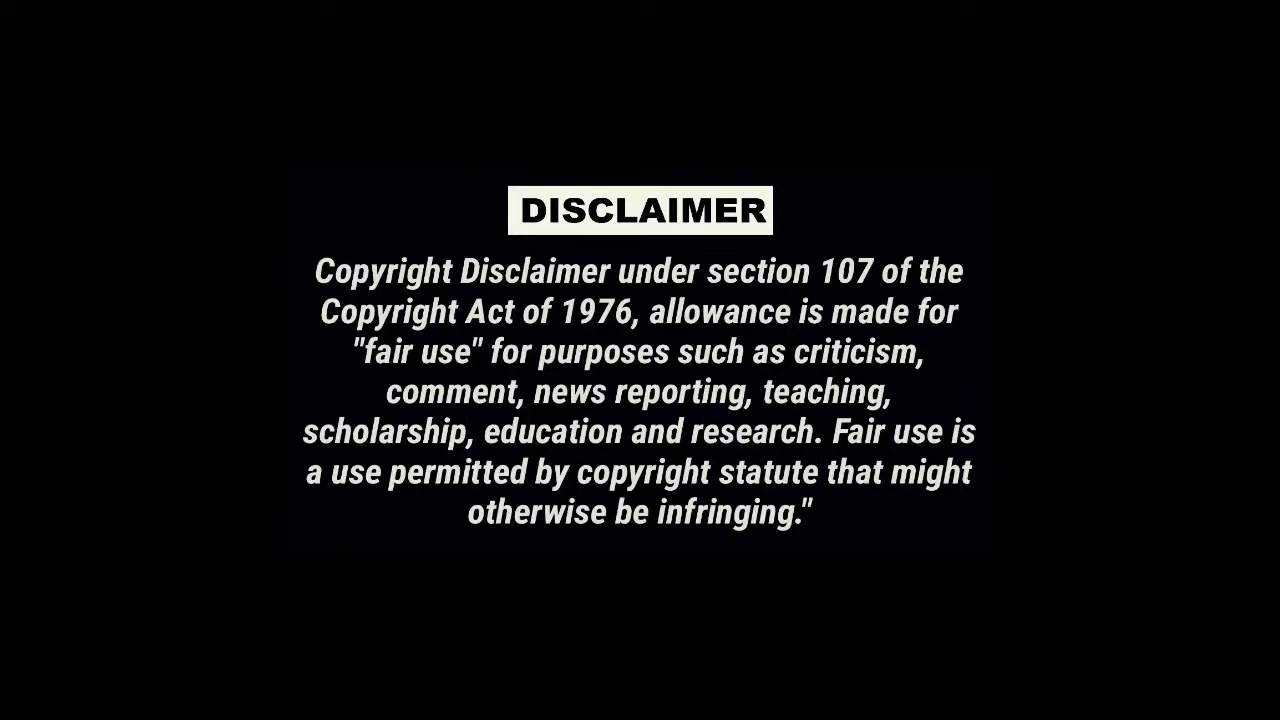 DISCLAIMER
Copyright Disclaimer under section 107 of the
Copyright Act of 1976, allowance is made for
"fair use" for purposes such as criticism,
comment, news reporting, teaching,
scholarship, education and research. Fair use is
a use permitted by copyright statute that might
otherwise be infringing."